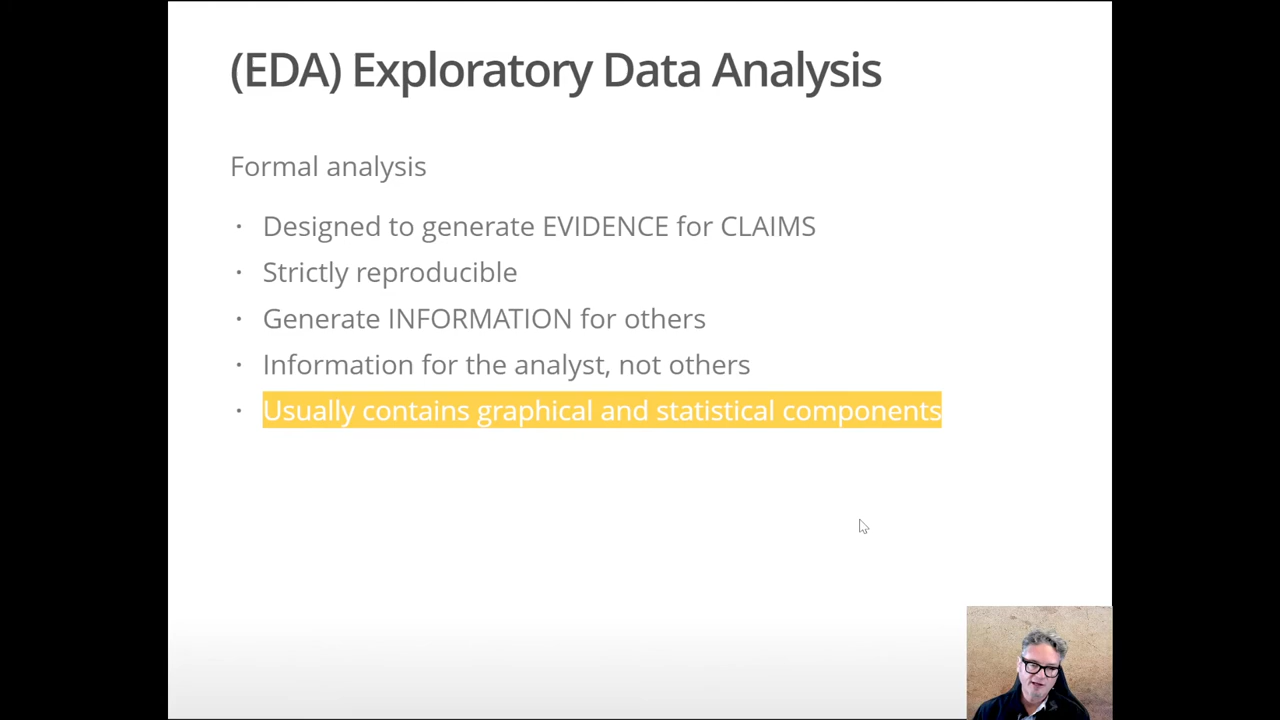 (EDA) Exploratory Data Analysis
Formal analysis
· Designed to generate EVIDENCE for CLAIMS
· Strictly reproducible
· Generate INFORMATION for others
· Information for the analyst, not others
· Usually contains graphical and statistical components